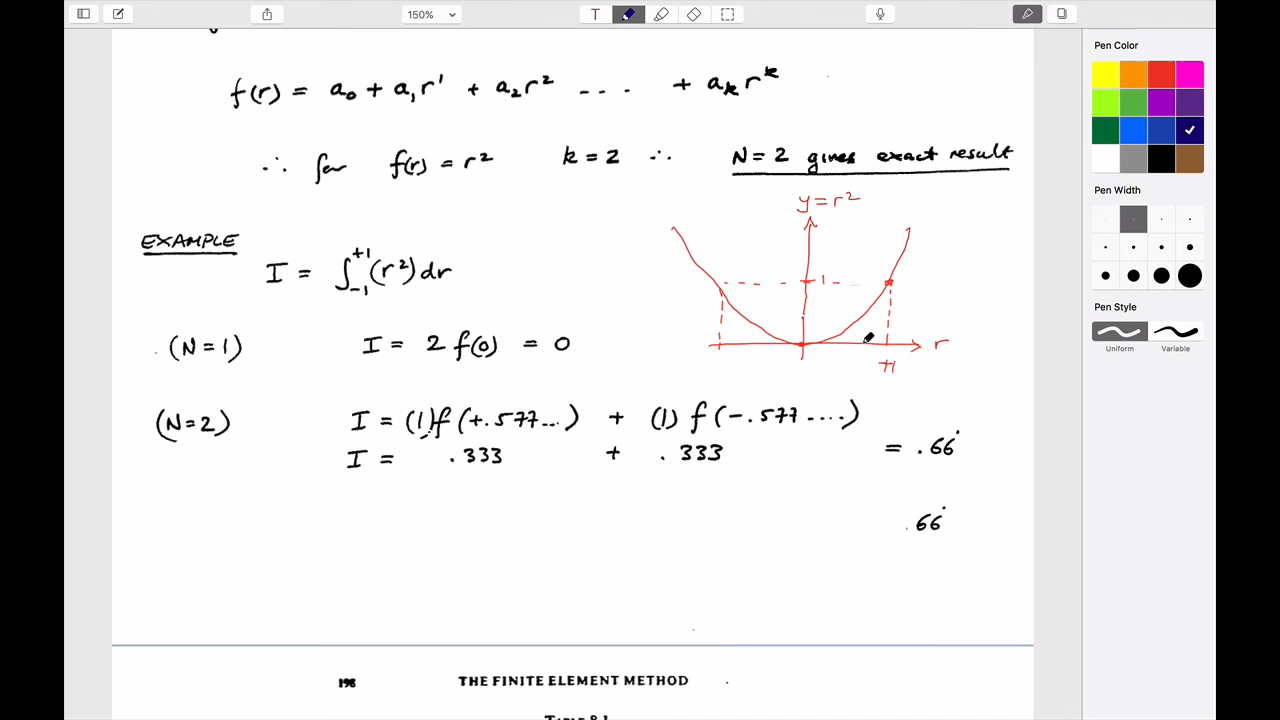 150%
T
f(r) = a₀ + a₁r¹ + a₂r² .... + aₖrᵏ
∴ for f(r) = r² k = 2 ∴ N = 2 gives exact result
y = r²
EXAMPLE
I = ∫₋₁⁺¹ (r²) dr
1
(N = 1) I = 2 f(0) = 0
r
+1
(N=2) I = (1) f (+.577...) + (1) f (-.577....)
I = .333 + .333 = .66̇
.66̇
198 THE FINITE ELEMENT METHOD
Pen Color
Pen Width
Pen Style
Uniform Variable